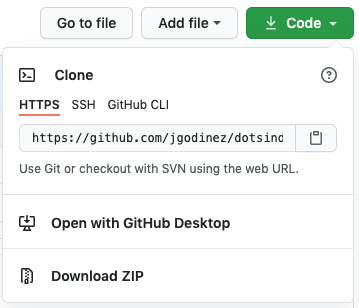 Go to file Add file Code
Clone
HTTPS SSH GitHub CLI
https://github.com/jgodinez/dotsind
Use Git or checkout with SVN using the web URL.
Open with GitHub Desktop
Download ZIP